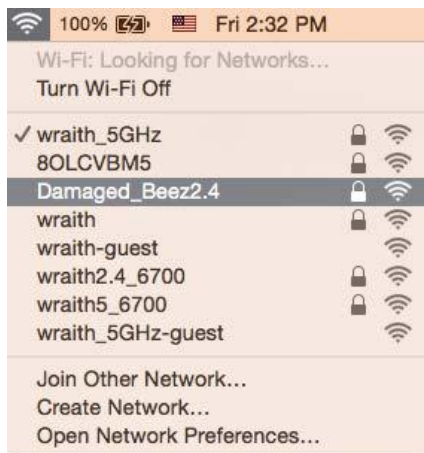 100% Fri 2:32 PM
Wi-Fi: Looking for Networks...
Turn Wi-Fi Off
wraith_5GHz
8OLCVBM5
Damaged_Beez2.4
wraith
wraith-guest
wraith2.4_6700
wraith5_6700
wraith_5GHz-guest
Join Other Network...
Create Network...
Open Network Preferences...